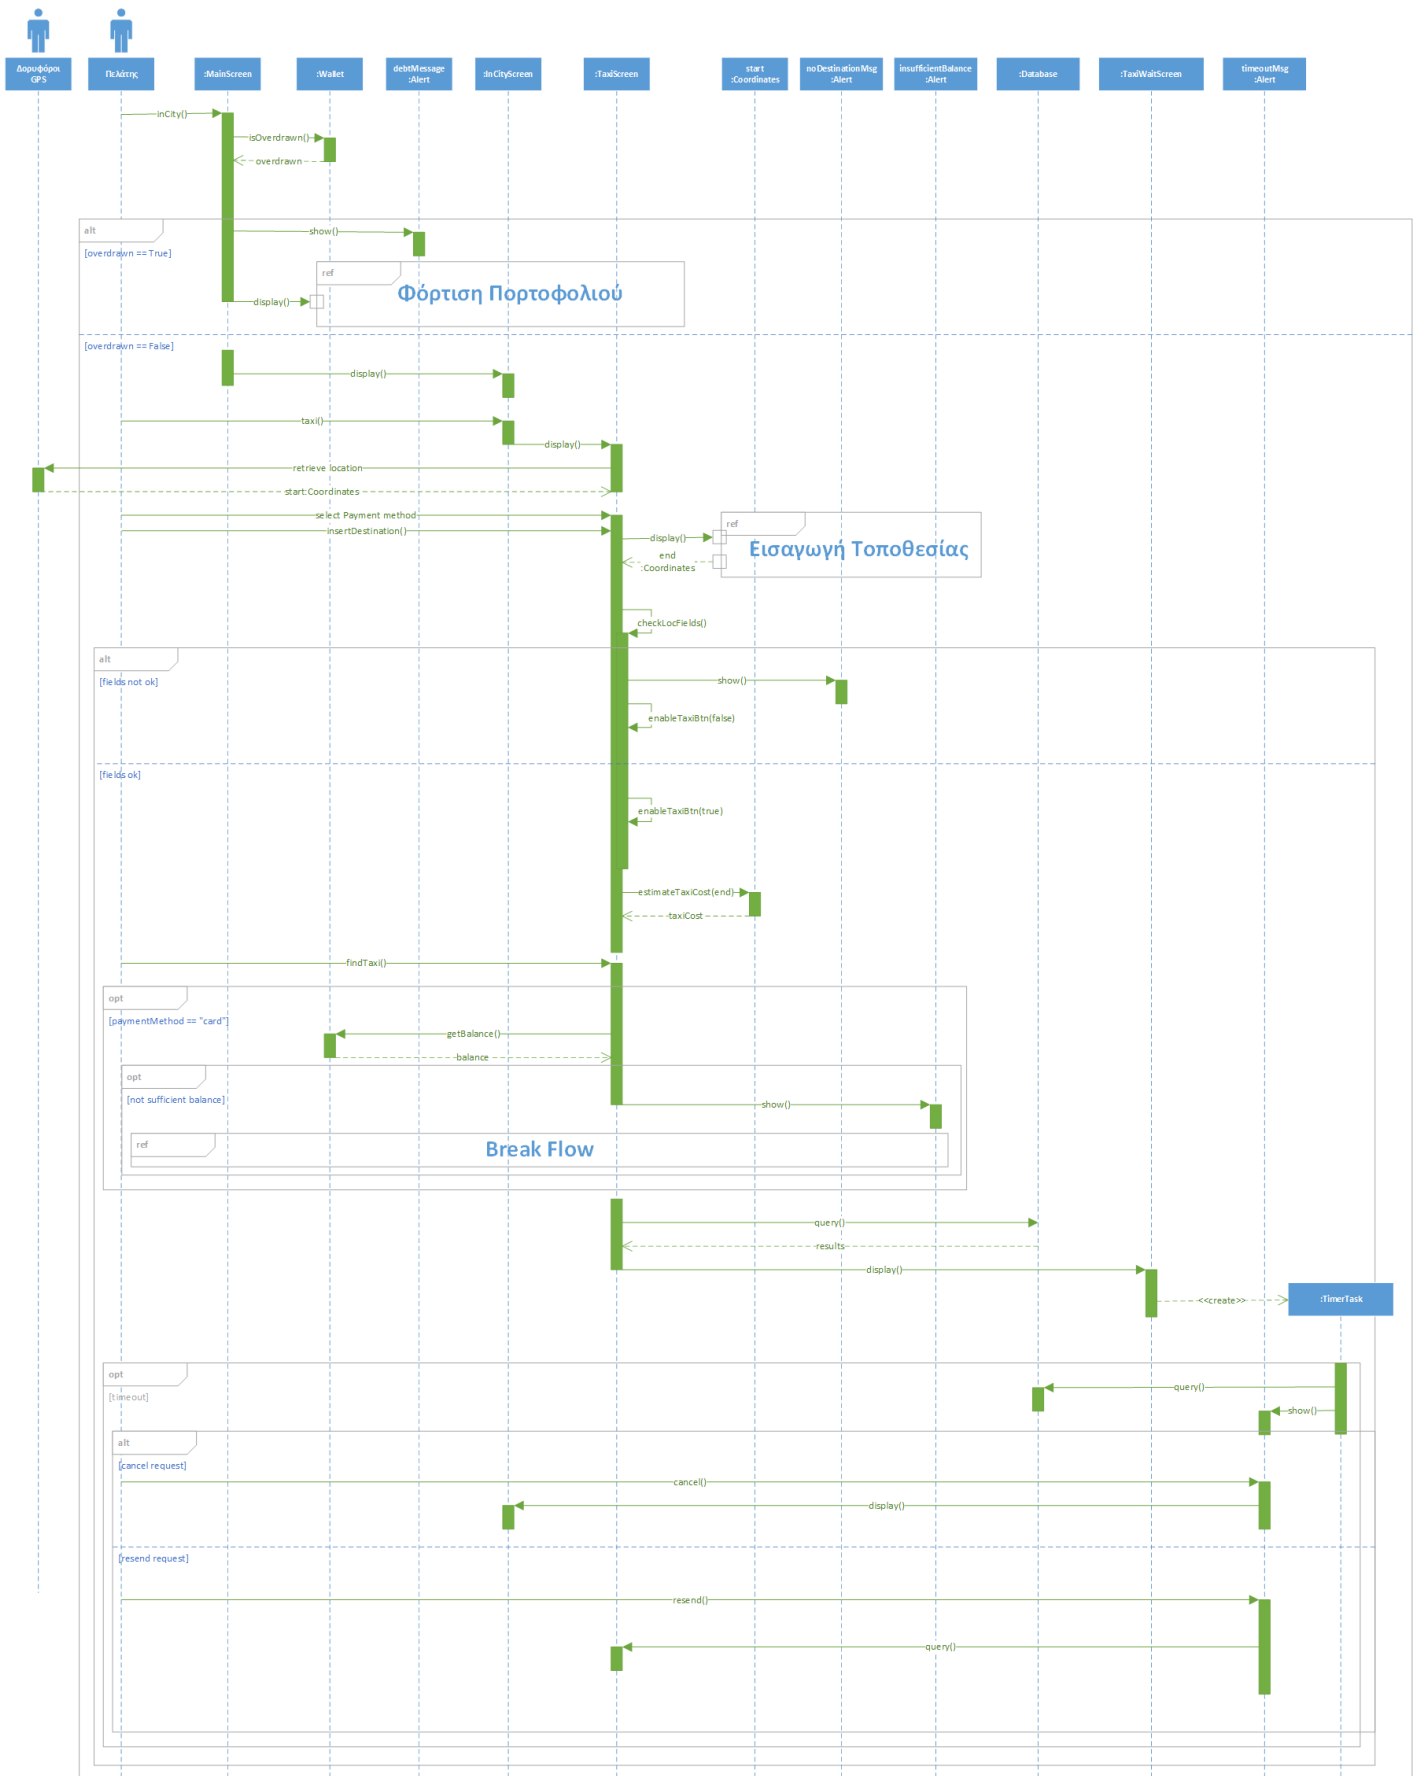 Δορυφόροι
GPS
Πελάτης
:MainScreen
:Wallet
debtMessage
:Alert
:InCityScreen
:TaxiScreen
start
:Coordinates
noDestinationMsg
:Alert
insufficientBalance
:Alert
:Database
:TaxiWaitScreen
timeoutMsg
:Alert
inCity()
isOverdrawn()
overdrawn
alt
[overdrawn == True]
show()
ref
Φόρτιση Πορτοφολιού
display()
[overdrawn == False]
display()
taxi()
display()
retrieve location
start:Coordinates
select Payment method
insertDestination()
ref
display()
Εισαγωγή Τοποθεσίας
end
:Coordinates
checkLocFields()
alt
[fields not ok]
show()
enableTaxiBtn(false)
[fields ok]
enableTaxiBtn(true)
estimateTaxiCost(end)
taxiCost
findTaxi()
opt
[paymentMethod == "card"]
getBalance()
balance
opt
[not sufficient balance]
show()
ref
Break Flow
query()
results
display()
<<create>>
:TimerTask
opt
[timeout]
query()
show()
alt
[cancel request]
cancel()
display()
[resend request]
resend()
query()